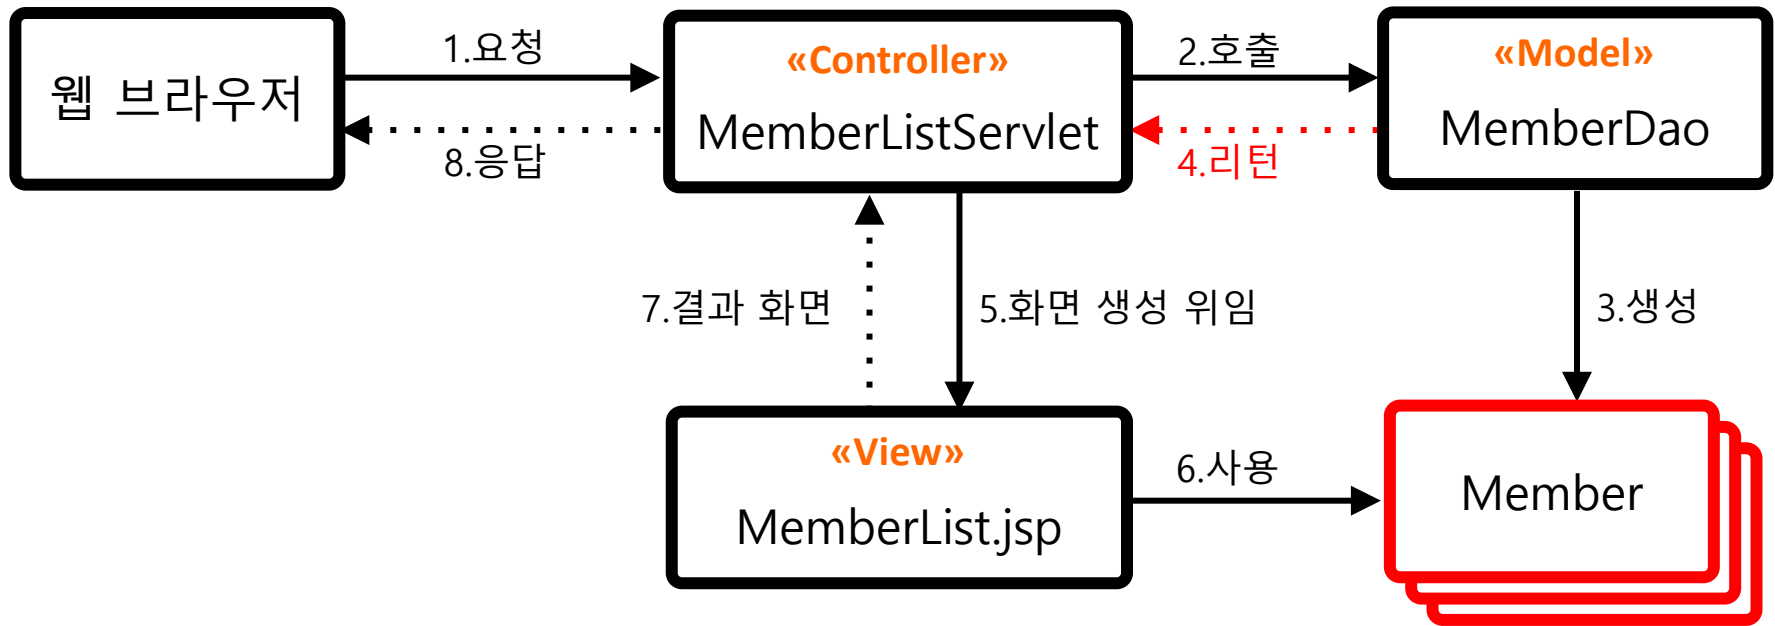 웹 브라우저
1.요청
8.응답
«Controller»
MemberListServlet
2.호출
4.리턴
«Model»
MemberDao
7.결과 화면
5.화면 생성 위임
3.생성
«View»
MemberList.jsp
6.사용
Member